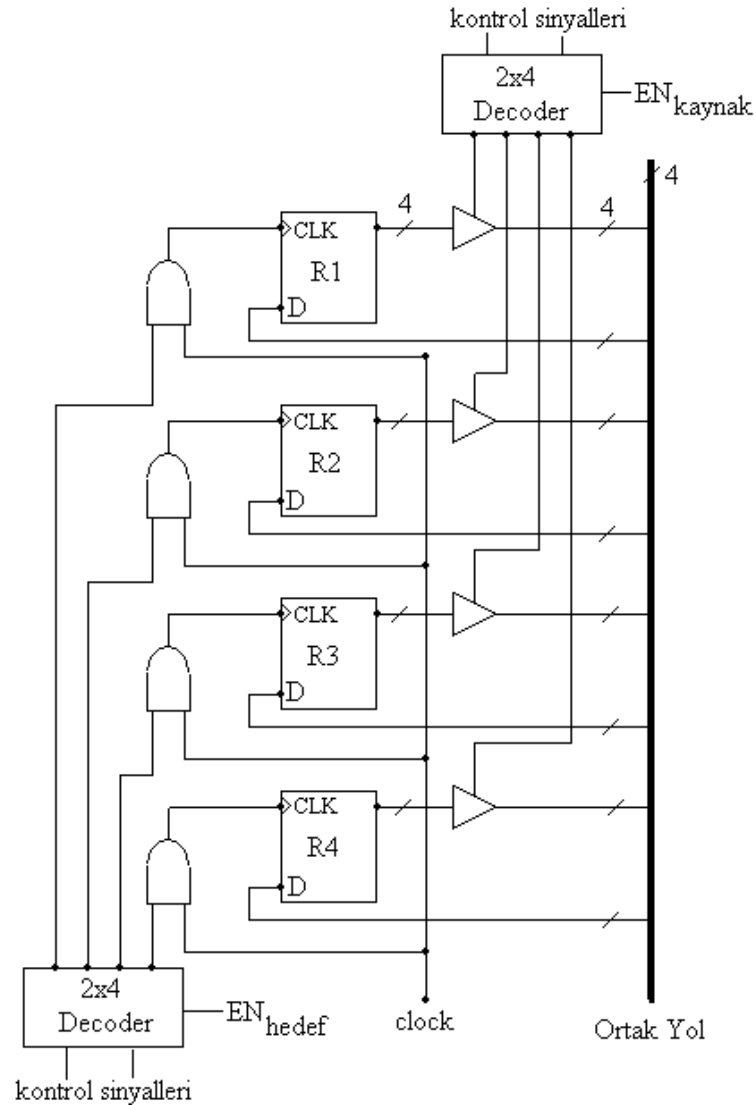 kontrol sinyalleri
2x4
Decoder
EN kaynak
4
4
4
CLK
R1
D
CLK
R2
D
CLK
R3
D
CLK
R4
D
2x4
Decoder
EN hedef
clock
Ortak Yol
kontrol sinyalleri